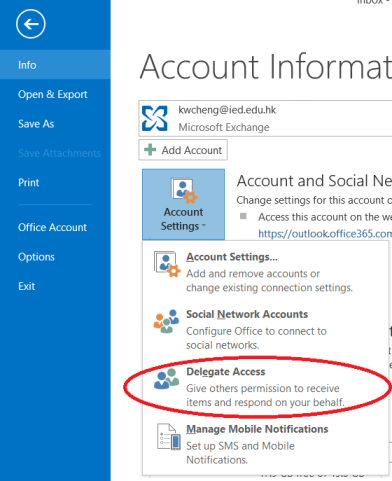 Inbox -
Info
Open & Export
Save As
Save Attachments
Print
Office Account
Options
Exit
Account Informat
kwcheng@ied.edu.hk
Microsoft Exchange
Add Account
Account
Settings
Account and Social Ne
Change settings for this account o
Access this account on the we
https://outlook.office365.con
Account Settings...
Add and remove accounts or
change existing connection settings.
Social Network Accounts
Configure Office to connect to
social networks.
Delegate Access
Give others permission to receive
items and respond on your behalf.
Manage Mobile Notifications
Set up SMS and Mobile
Notifications.